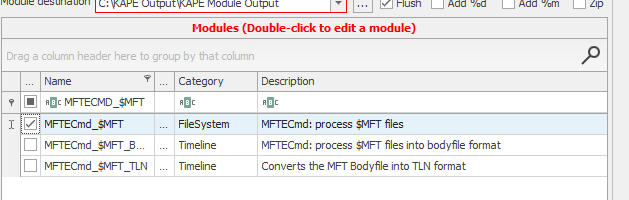 Module destination C:\KAPE Output\KAPE Module Output ... Flush Add %d Add %m Zip
Modules (Double-click to edit a module)
Drag a column header here to group by that column
... Name ... Category Description
MFTECMD_$MFT
MFTECmd_$MFT ... FileSystem MFTECmd: process $MFT files
MFTECmd_$MFT_B... ... Timeline MFTECmd: process $MFT files into bodyfile format
MFTECmd_$MFT_TLN ... Timeline Converts the MFT Bodyfile into TLN format